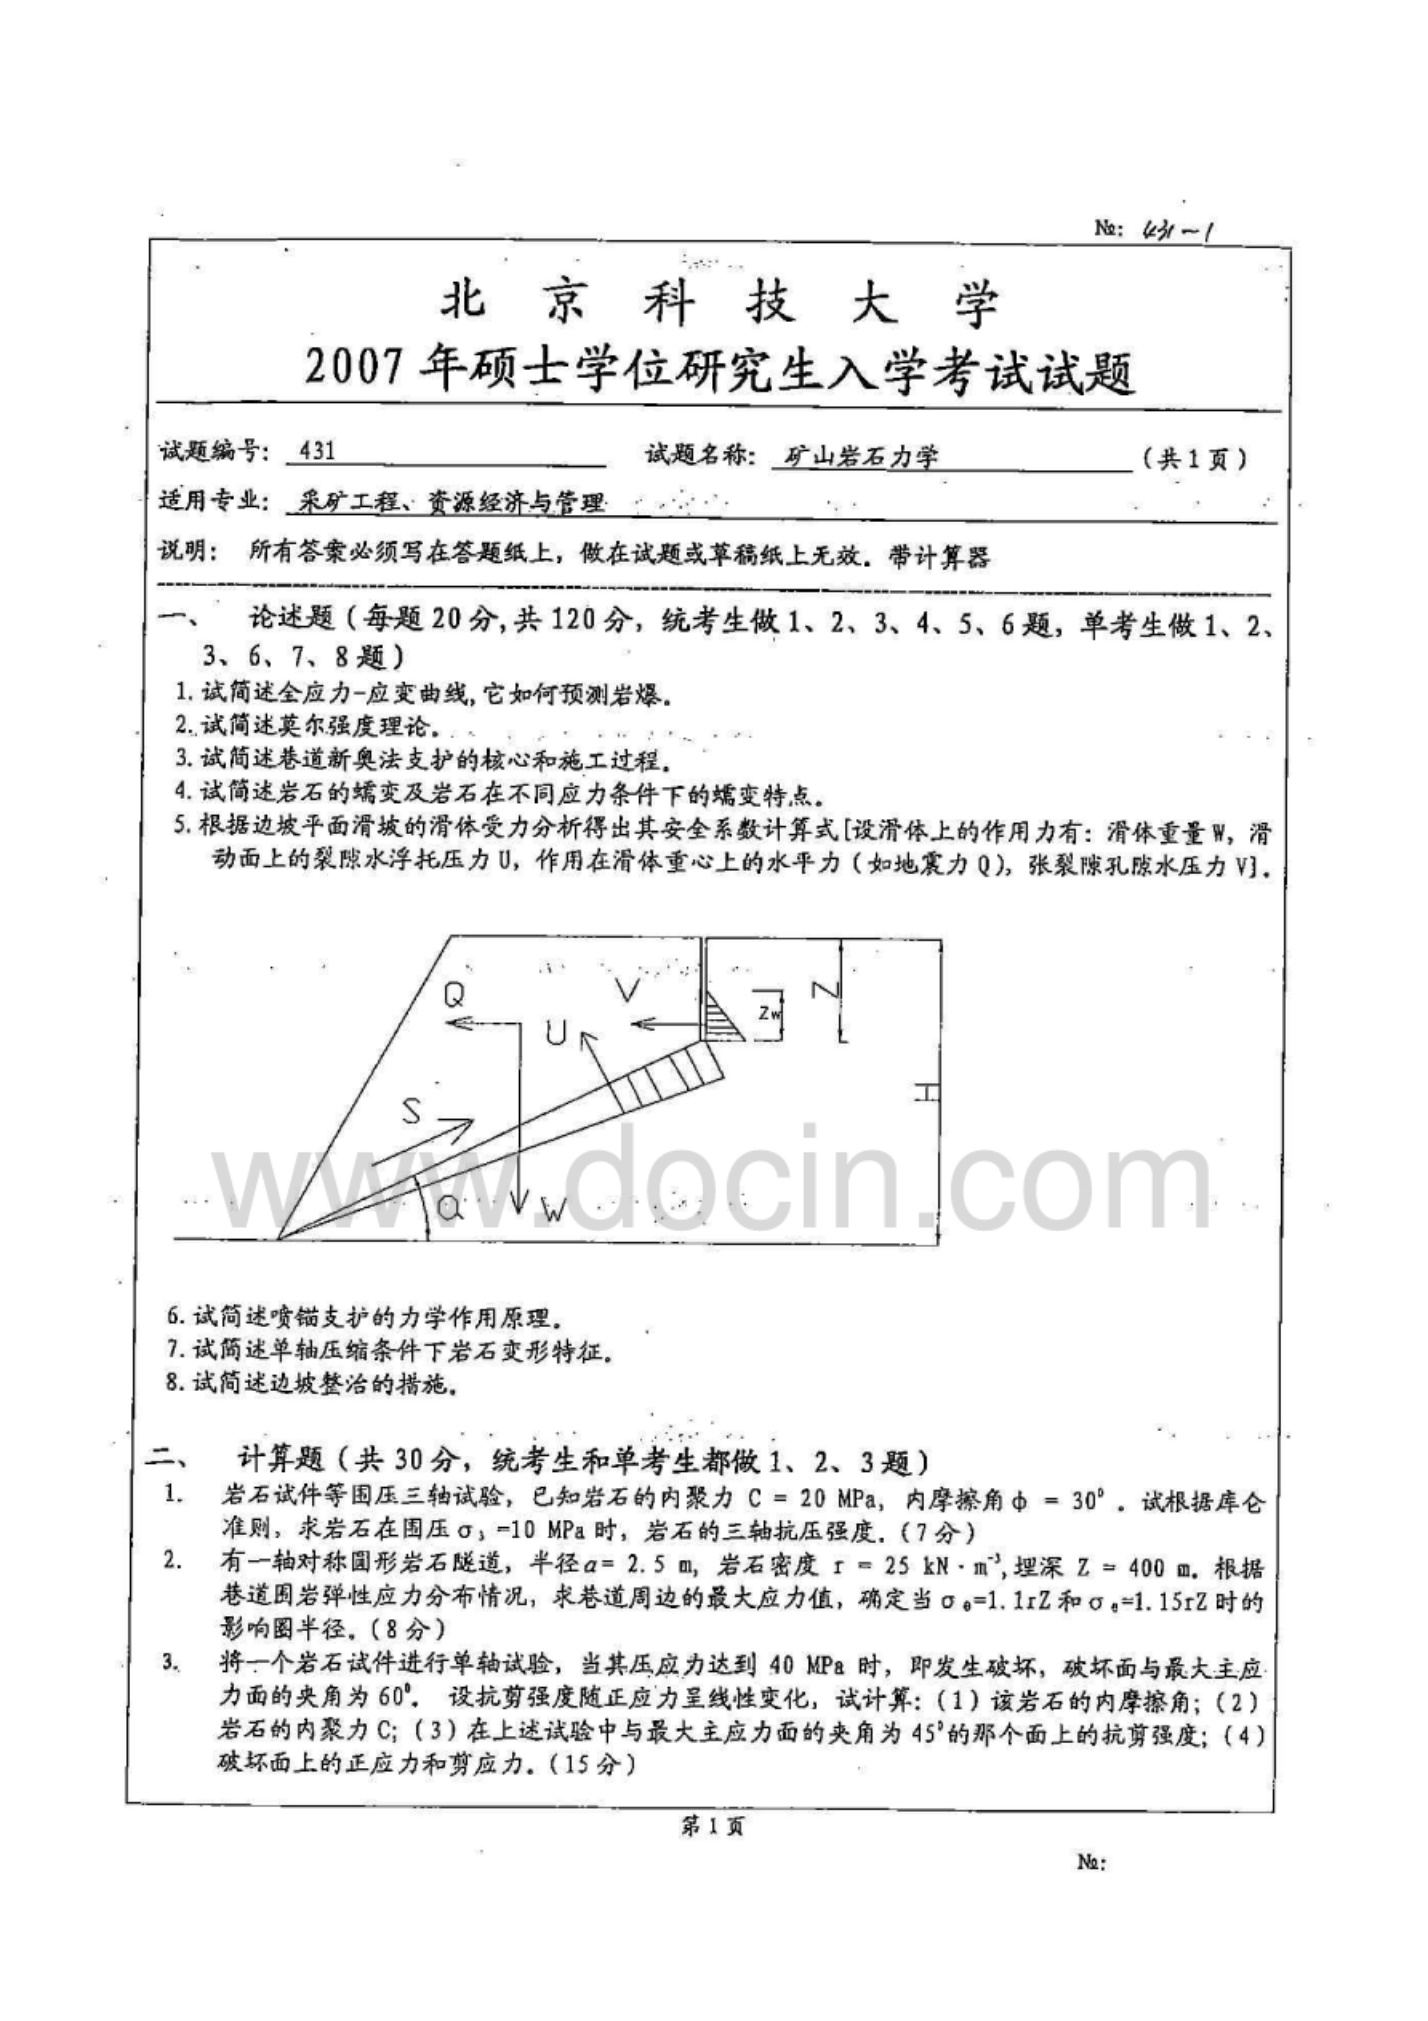 №: 431-1
北京科技大学
2007年硕士学位研究生入学考试试题
试题编号: 431 试题名称: 矿山岩石力学 (共1页)
适用专业: 采矿工程、资源经济与管理
说明: 所有答案必须写在答题纸上, 做在试题或草稿纸上无效. 带计算器
一、 论述题(每题20分,共120分, 统考生做1、2、3、4、5、6题, 单考生做1、2、
3、6、7、8题)
1.试简述全应力-应变曲线,它如何预测岩爆.
2.试简述莫尔强度理论.
3.试简述巷道新奥法支护的核心和施工过程.
4.试简述岩石的蠕变及岩石在不同应力条件下的蠕变特点.
5.根据边坡平面滑坡的滑体受力分析得出其安全系数计算式[设滑体上的作用力有: 滑体重量W, 滑
动面上的裂隙水浮托压力U, 作用在滑体重心上的水平力(如地震力Q), 张裂隙孔隙水压力V].
Q
V
U
Zw
Z
H
S
α
W
www.docin.com
6.试简述喷锚支护的力学作用原理.
7.试简述单轴压缩条件下岩石变形特征.
8.试简述边坡整治的措施.
二、 计算题(共30分, 统考生和单考生都做1、2、3题)
1. 岩石试件等围压三轴试验, 已知岩石的内聚力 C = 20 MPa, 内摩擦角φ = 30⁰. 试根据库仑
准则, 求岩石在围压σ₃=10 MPa时, 岩石的三轴抗压强度.(7分)
2. 有一轴对称圆形岩石隧道, 半径a= 2.5 m, 岩石密度 r = 25 kN·m⁻³,埋深 Z = 400 m. 根据
巷道围岩弹性应力分布情况, 求巷道周边的最大应力值, 确定当σθ=1.1rZ和σθ=1.15rZ时的
影响圈半径.(8分)
3. 将一个岩石试件进行单轴试验, 当其压应力达到 40 MPa 时, 即发生破坏, 破坏面与最大主应
力面的夹角为60⁰. 设抗剪强度随正应力呈线性变化, 试计算:(1)该岩石的内摩擦角;(2)
岩石的内聚力C;(3)在上述试验中与最大主应力面的夹角为45⁰的那个面上的抗剪强度;(4)
破坏面上的正应力和剪应力.(15分)
第1页
№: